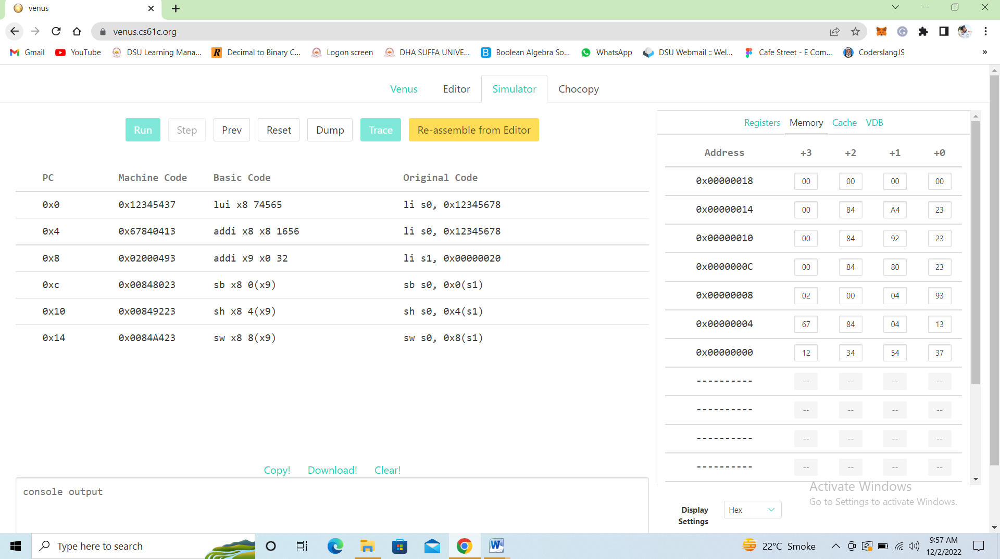 venus
venus.cs61c.org
Gmail YouTube DSU Learning Mana... Decimal to Binary C... Logon screen DHA SUFFA UNIVE... Boolean Algebra So... WhatsApp DSU Webmail :: Wel... Cafe Street - E Com... CoderslangJS »
Venus Editor Simulator Chocopy
Run Step Prev Reset Dump Trace Re-assemble from Editor
PC Machine Code Basic Code Original Code
0x0 0x12345437 lui x8 74565 li s0, 0x12345678
0x4 0x67840413 addi x8 x8 1656 li s0, 0x12345678
0x8 0x02000493 addi x9 x0 32 li s1, 0x00000020
0xc 0x00848023 sb x8 0(x9) sb s0, 0x0(s1)
0x10 0x00849223 sh x8 4(x9) sh s0, 0x4(s1)
0x14 0x0084A423 sw x8 8(x9) sw s0, 0x8(s1)
Copy! Download! Clear!
console output
Registers Memory Cache VDB
Address +3 +2 +1 +0
0x00000018 00 00 00 00
0x00000014 00 84 A4 23
0x00000010 00 84 92 23
0x0000000C 00 84 80 23
0x00000008 02 00 04 93
0x00000004 67 84 04 13
0x00000000 12 34 54 37
---------- -- -- -- --
---------- -- -- -- --
---------- -- -- -- --
---------- -- -- -- --
Activate Windows
Go to Settings to activate Windows.
Display Settings Hex
Type here to search
22°C Smoke
9:57 AM
12/2/2022